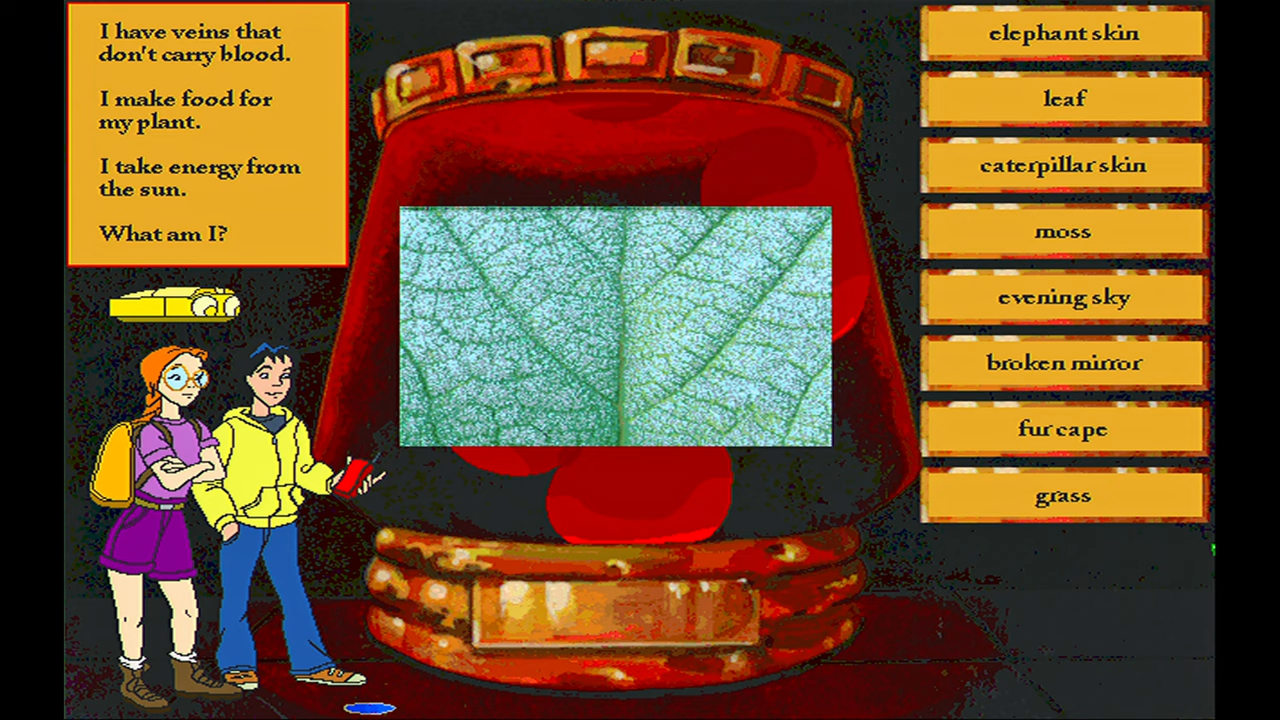 I have veins that
don't carry blood.
I make food for
my plant.
I take energy from
the sun.
What am I?
elephant skin
leaf
caterpillar skin
moss
evening sky
broken mirror
fur cape
grass